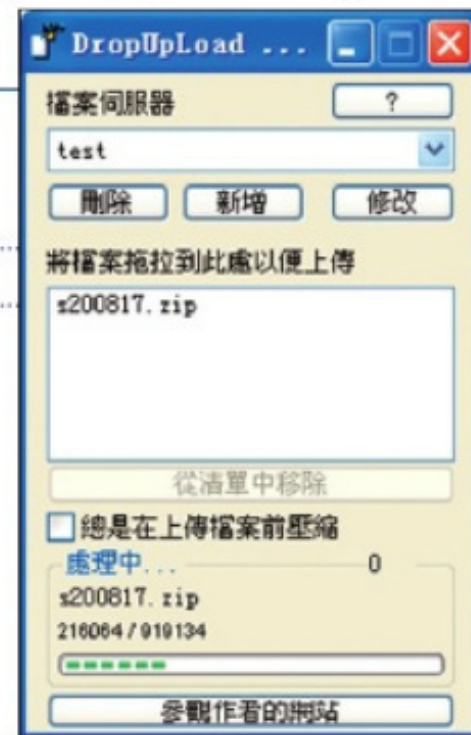 DropUpLoad ...
檔案伺服器 ?
test
刪除 新增 修改
將檔案拖拉到此處以便上傳
s200817.zip
從清單中移除
總是在上傳檔案前壓縮
處理中... 0
s200817.zip
216064/919134
參觀作者的網站